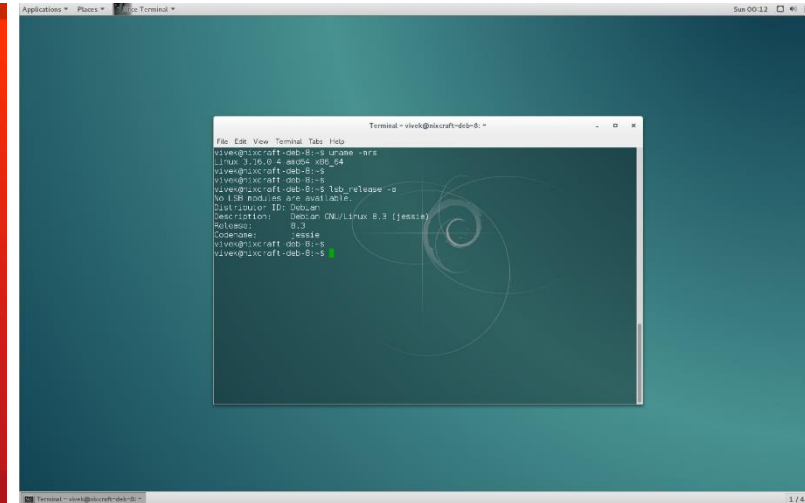 Applications Places Terminal Sun 00:12
Terminal - vivek@nixcraft-deb-8: ~
File Edit View Terminal Tabs Help
vivek@nixcraft-deb-8:~$ uname -mrs
Linux 3.16.0-4-amd64 x86_64
vivek@nixcraft-deb-8:~$
vivek@nixcraft-deb-8:~$
vivek@nixcraft-deb-8:~$ lsb_release -a
No LSB modules are available.
Distributor ID: Debian
Description: Debian GNU/Linux 8.3 (jessie)
Release: 8.3
Codename: jessie
vivek@nixcraft-deb-8:~$
vivek@nixcraft-deb-8:~$
Terminal - vivek@nixcraft-deb-8: ~ 1 / 4